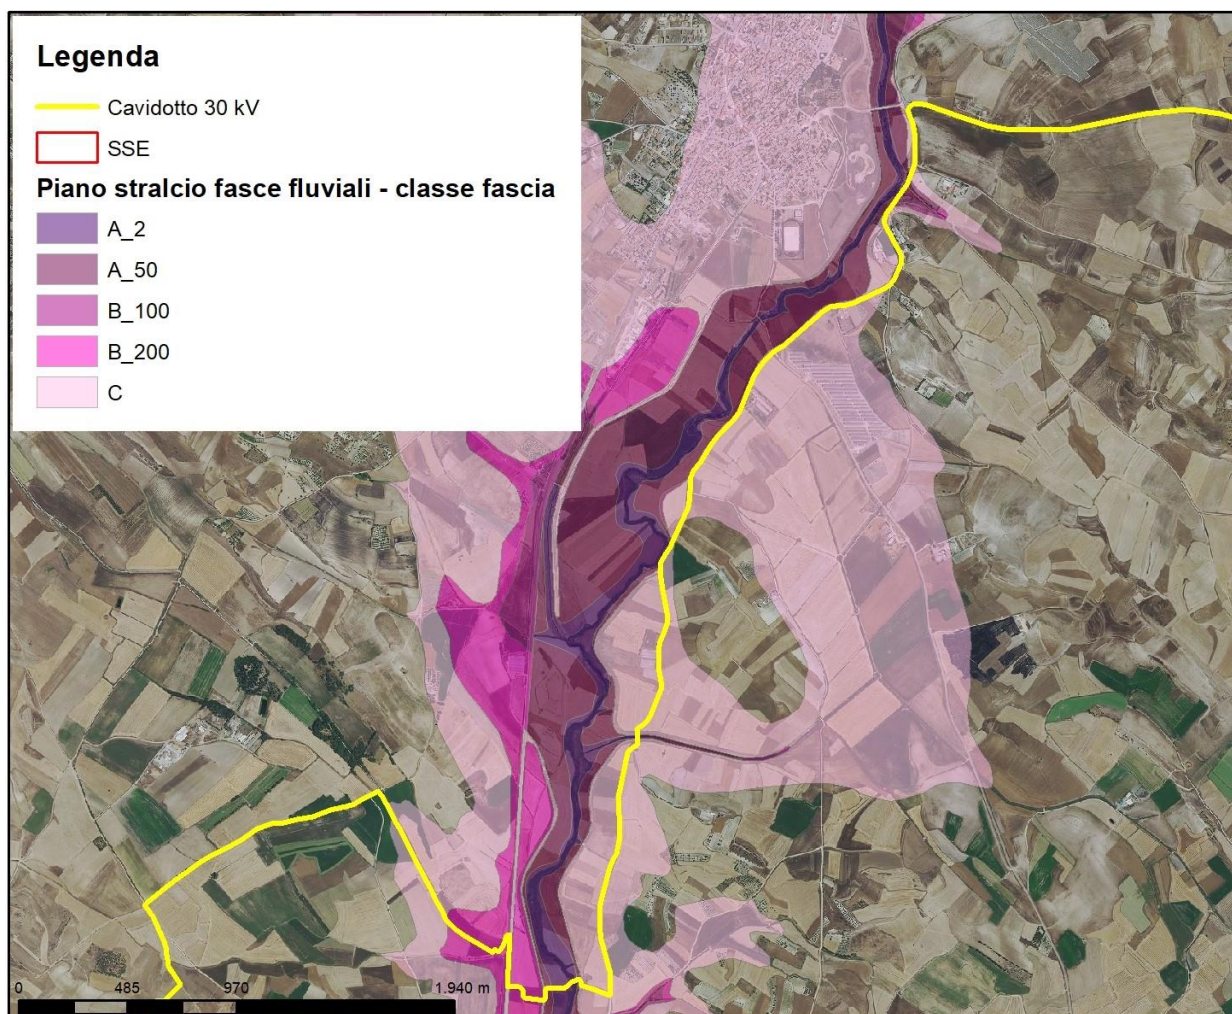 Legenda
Cavidotto 30 kV
SSE
Piano stralcio fasce fluviali - classe fascia
A_2
A_50
B_100
B_200
C
0 485 970 1.940 m